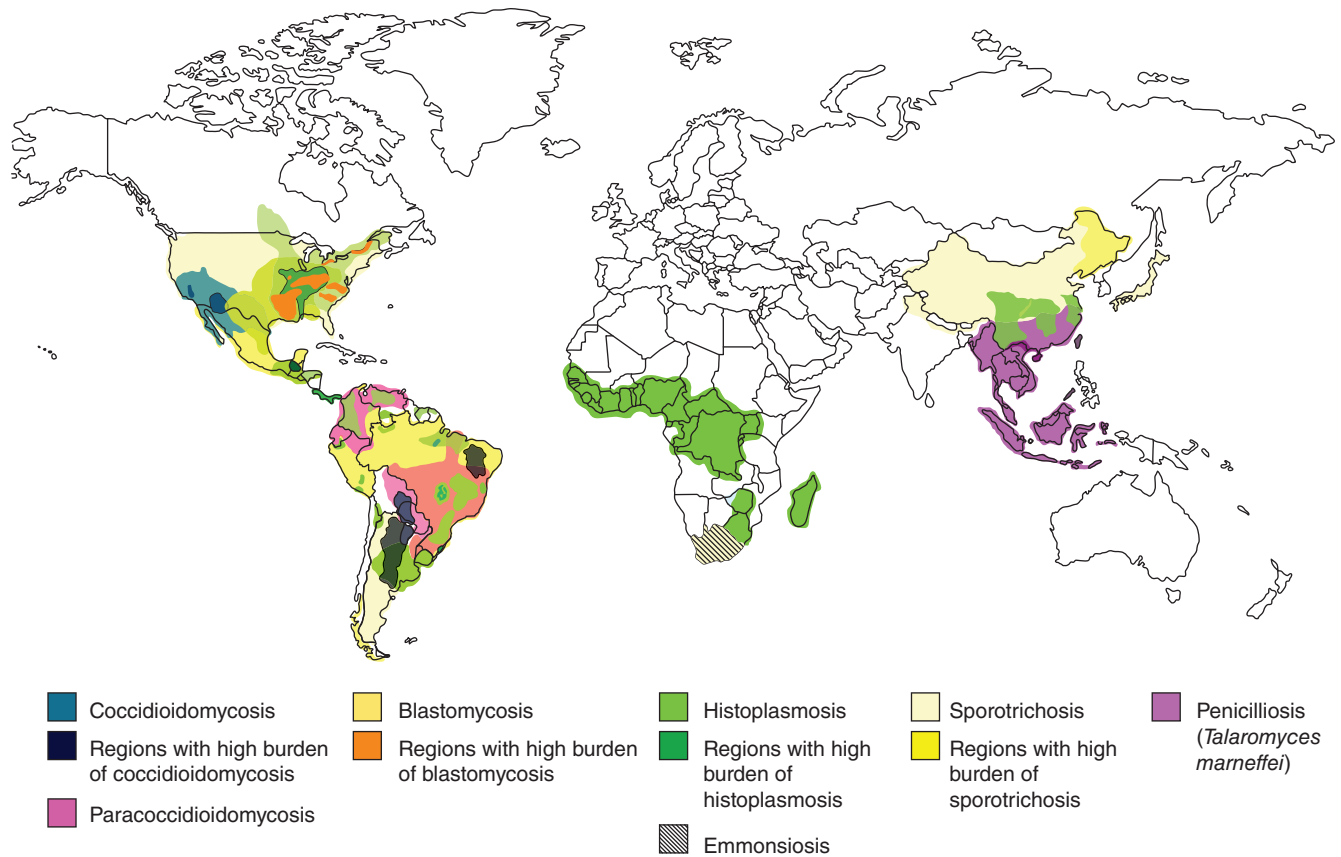 Coccidioidomycosis
Regions with high burden
of coccidioidomycosis
Paracoccidioidomycosis
Blastomycosis
Regions with high burden
of blastomycosis
Histoplasmosis
Regions with high
burden of
histoplasmosis
Emmonsiosis
Sporotrichosis
Regions with high
burden of
sporotrichosis
Penicilliosis
(Talaromyces
marneffei)